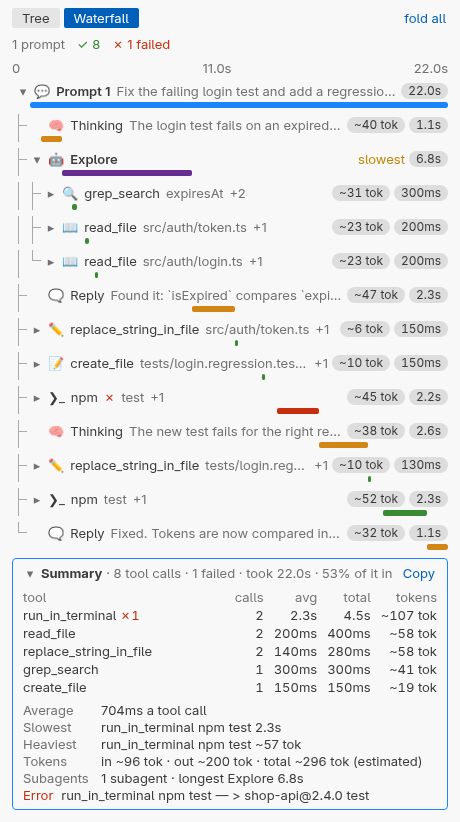 Tree Waterfall fold all
1 prompt ✓ 8 × 1 failed
0 11.0s 22.0s
▾ Prompt 1 Fix the failing login test and add a regressio... 22.0s
Thinking The login test fails on an expired... ~40 tok 1.1s
▾ Explore slowest 6.8s
▸ grep_search expiresAt +2 ~31 tok 300ms
▸ read_file src/auth/token.ts +1 ~23 tok 200ms
▸ read_file src/auth/login.ts +1 ~23 tok 200ms
Reply Found it: `isExpired` compares `expi... ~47 tok 2.3s
▸ replace_string_in_file src/auth/token.ts +1 ~6 tok 150ms
▸ create_file tests/login.regression.tes... +1 ~10 tok 150ms
▸ ❯_ npm × test +1 ~45 tok 2.2s
Thinking The new test fails for the right re... ~38 tok 2.6s
▸ replace_string_in_file tests/login.reg... +1 ~10 tok 130ms
▸ ❯_ npm test +1 ~52 tok 2.3s
Reply Fixed. Tokens are now compared in... ~32 tok 1.1s
▾ Summary · 8 tool calls · 1 failed · took 22.0s · 53% of it in Copy
tool calls avg total tokens
run_in_terminal ×1 2 2.3s 4.5s ~107 tok
read_file 2 200ms 400ms ~58 tok
replace_string_in_file 2 140ms 280ms ~58 tok
grep_search 1 300ms 300ms ~41 tok
create_file 1 150ms 150ms ~19 tok
Average 704ms a tool call
Slowest run_in_terminal npm test 2.3s
Heaviest run_in_terminal npm test ~57 tok
Tokens in ~96 tok · out ~200 tok · total ~296 tok (estimated)
Subagents 1 subagent · longest Explore 6.8s
Error run_in_terminal npm test — > shop-api@2.4.0 test